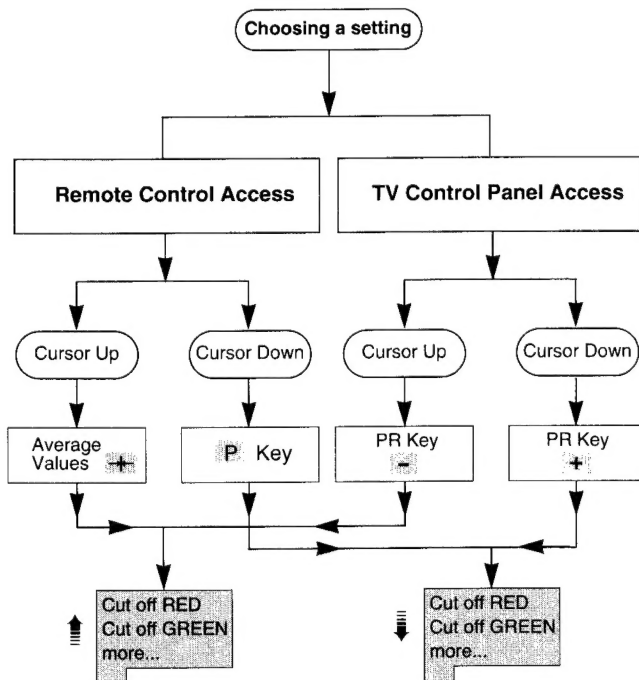 Choosing a setting
Remote Control Access
TV Control Panel Access
Cursor Up
Cursor Down
Cursor Up
Cursor Down
Average
Values
P Key
PR Key
-
PR Key
+
Cut off RED
Cut off GREEN
more...
Cut off RED
Cut off GREEN
more...